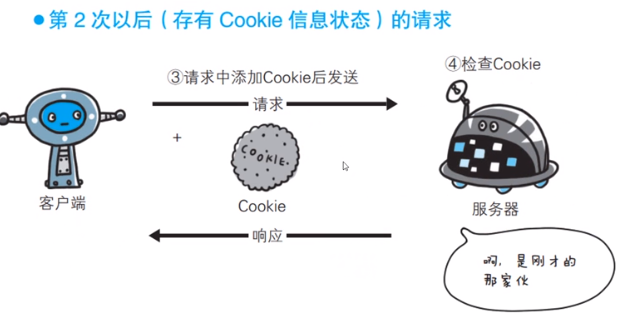 ● 第 2 次以后（存有 Cookie 信息状态）的请求
③请求中添加Cookie后发送
④检查Cookie
请求
+
COOKIE.
客户端
Cookie
服务器
响应
啊，是刚才的
那家伙